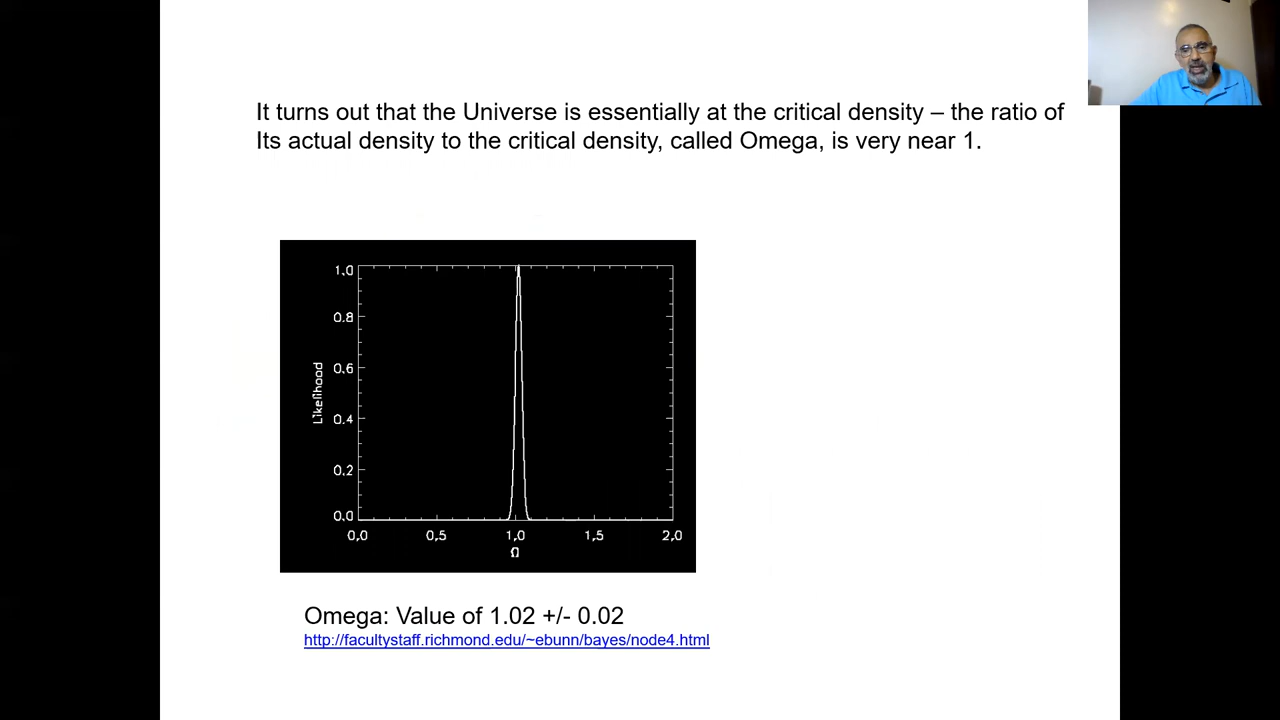 It turns out that the Universe is essentially at the critical density – the ratio of
Its actual density to the critical density, called Omega, is very near 1.
1.0
0.8
0.6
0.4
0.2
0.0
Likelihood
0.0 0.5 1.0 1.5 2.0
Ω
Omega: Value of 1.02 +/- 0.02
http://facultystaff.richmond.edu/~ebunn/bayes/node4.html